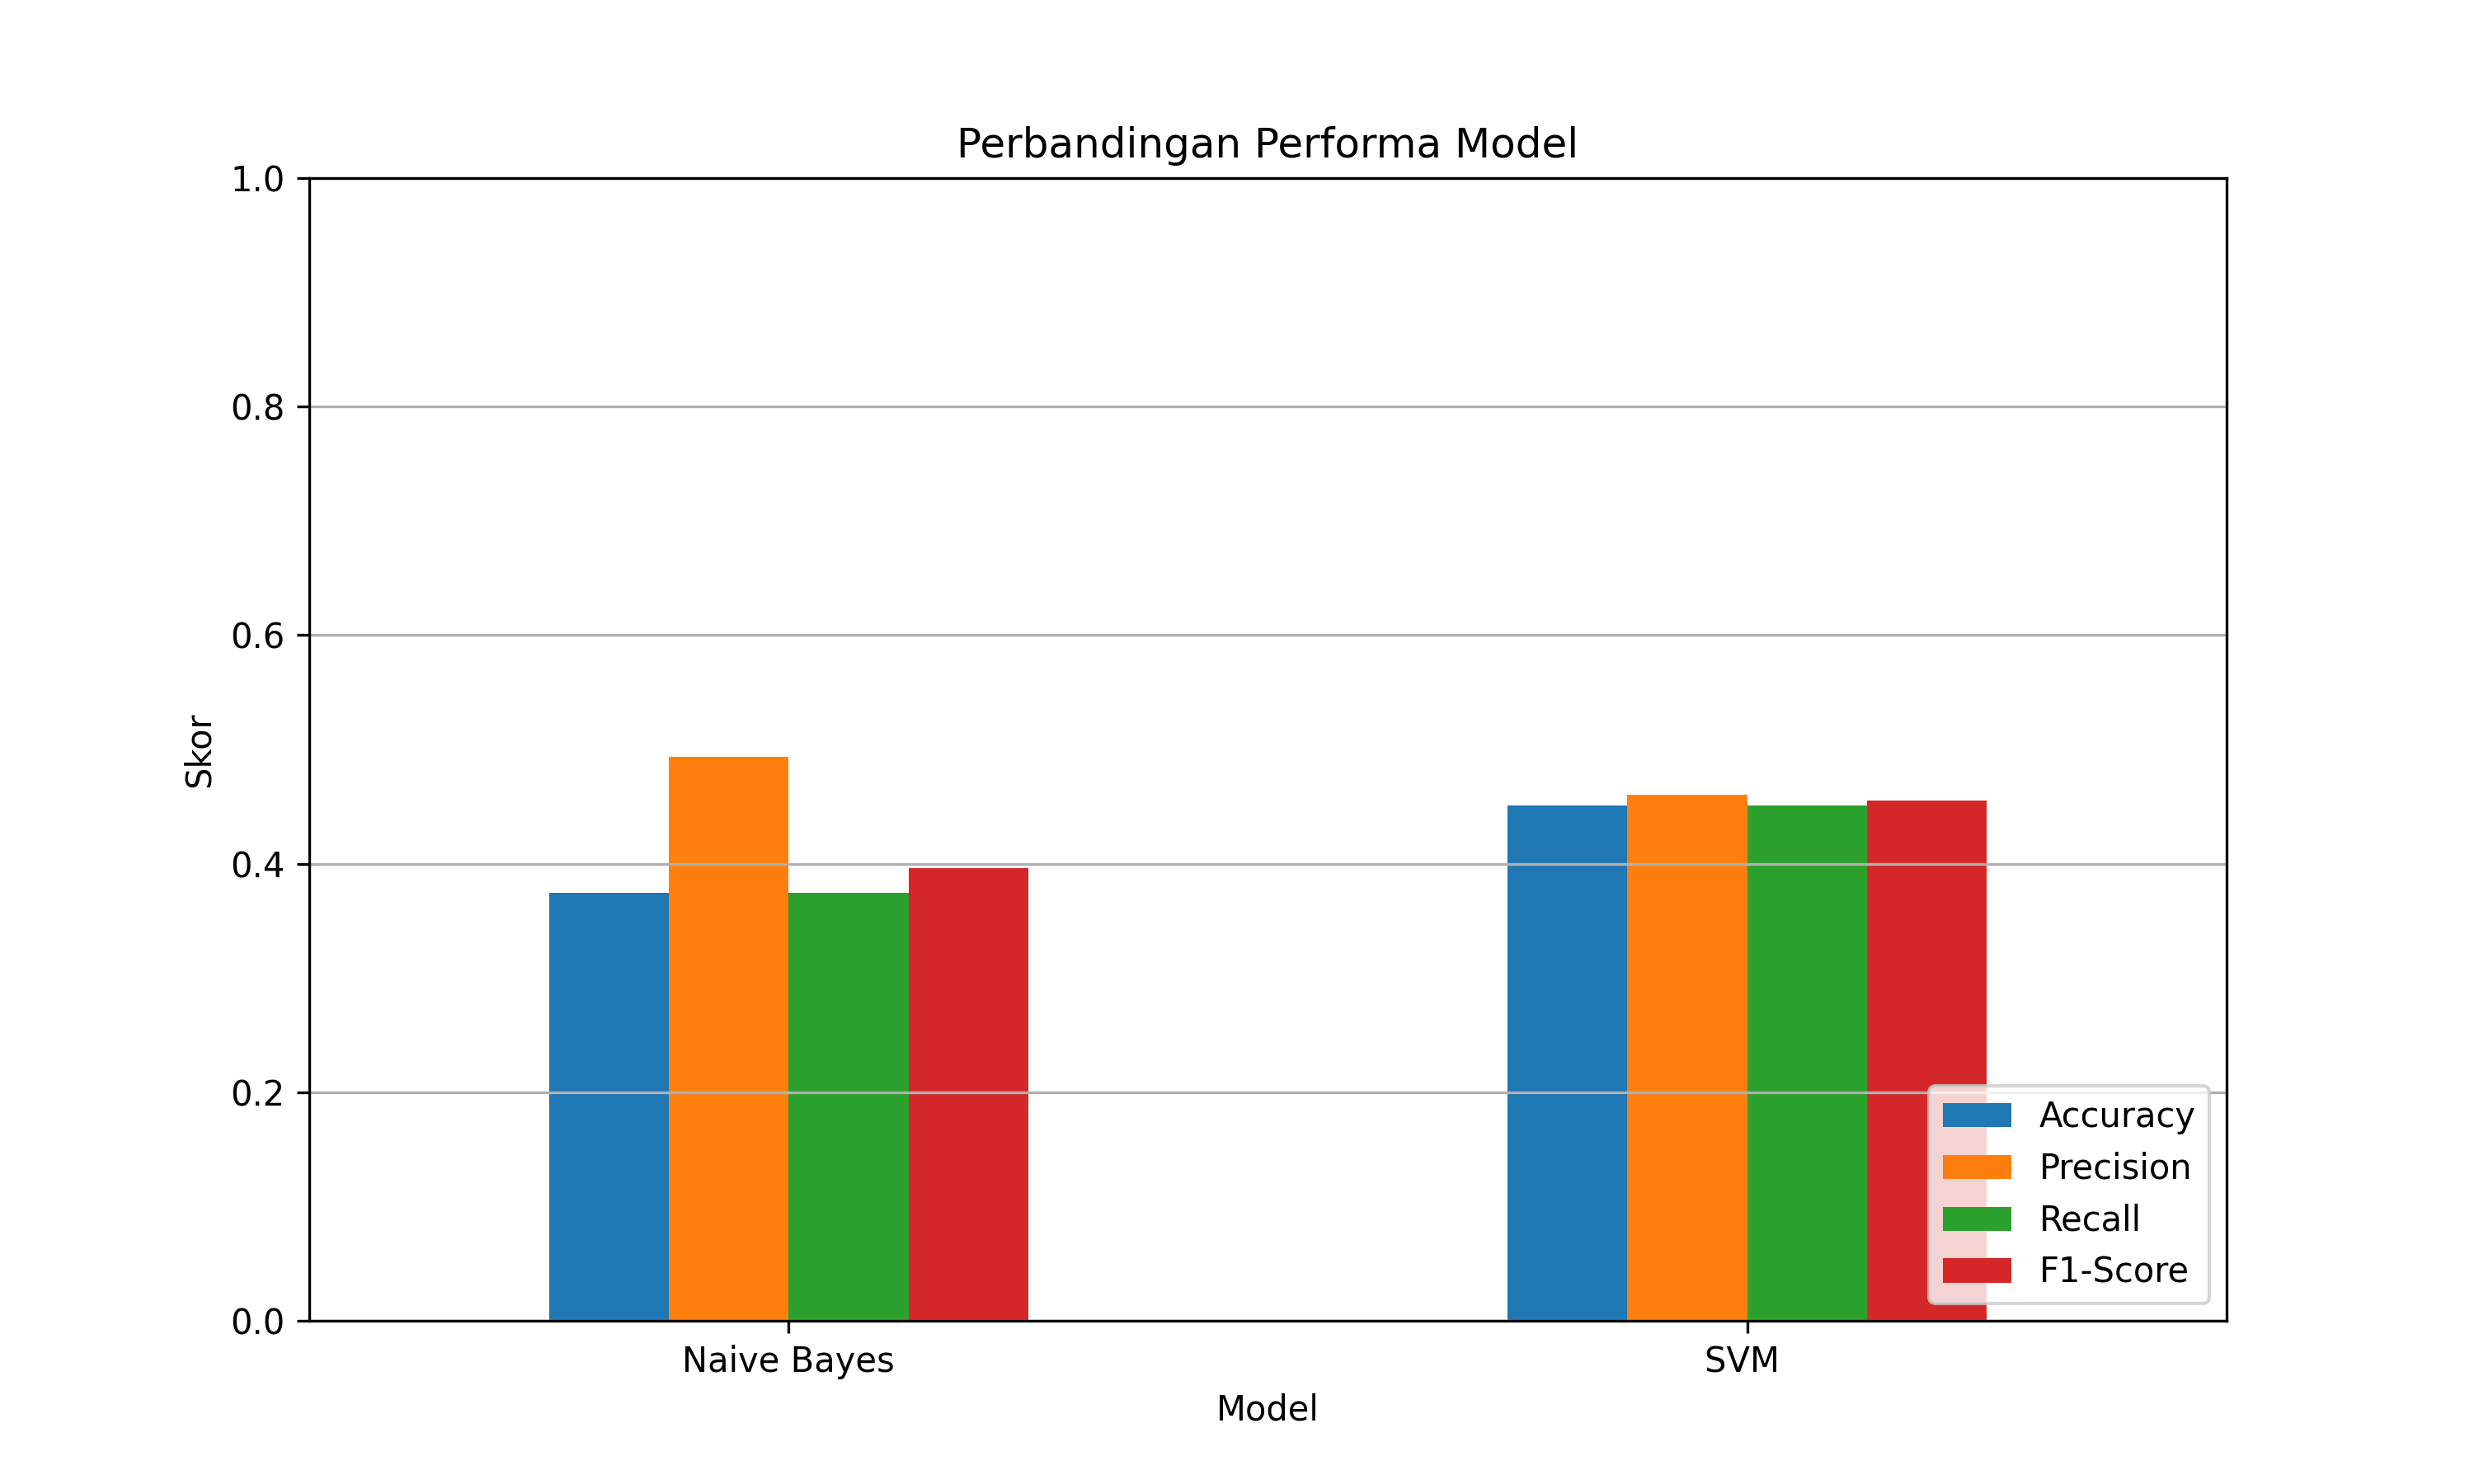 Perbandingan Performa Model
1.0
0.8
0.6
0.4
0.2
0.0
Skor
Naive Bayes
SVM
Model
Accuracy
Precision
Recall
F1-Score